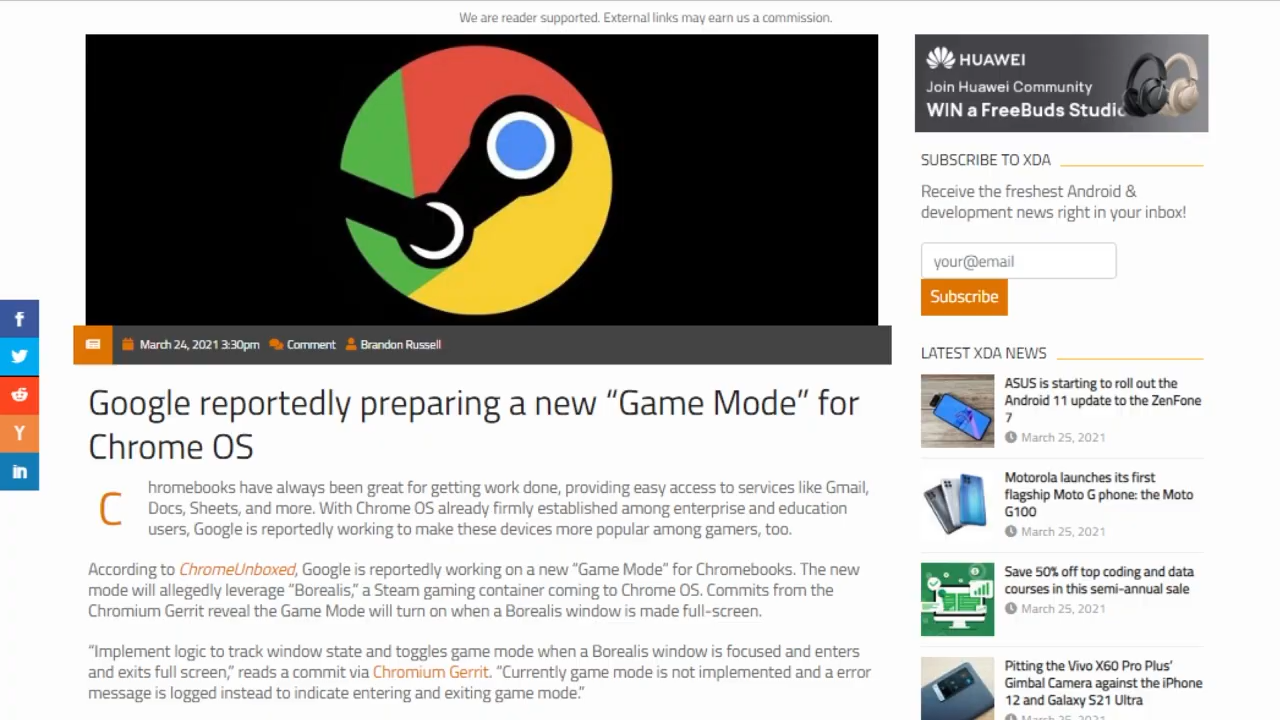 We are reader supported. External links may earn us a commission.
HUAWEI
Join Huawei Community
WIN a FreeBuds Studio
SUBSCRIBE TO XDA
Receive the freshest Android &
development news right in your inbox!
your@email
Subscribe
March 24, 2021 3:30pm Comment Brandon Russell
Google reportedly preparing a new “Game Mode” for
Chrome OS
Chromebooks have always been great for getting work done, providing easy access to services like Gmail,
Docs, Sheets, and more. With Chrome OS already firmly established among enterprise and education
users, Google is reportedly working to make these devices more popular among gamers, too.
According to ChromeUnboxed, Google is reportedly working on a new “Game Mode” for Chromebooks. The new
mode will allegedly leverage “Borealis,” a Steam gaming container coming to Chrome OS. Commits from the
Chromium Gerrit reveal the Game Mode will turn on when a Borealis window is made full-screen.
“Implement logic to track window state and toggles game mode when a Borealis window is focused and enters
and exits full screen,” reads a commit via Chromium Gerrit. “Currently game mode is not implemented and a error
message is logged instead to indicate entering and exiting game mode.”
LATEST XDA NEWS
ASUS is starting to roll out the
Android 11 update to the ZenFone
7
March 25, 2021
Motorola launches its first
flagship Moto G phone: the Moto
G100
March 25, 2021
Save 50% off top coding and data
courses in this semi-annual sale
March 25, 2021
Pitting the Vivo X60 Pro Plus’
Gimbal Camera against the iPhone
12 and Galaxy S21 Ultra
March 25, 2021